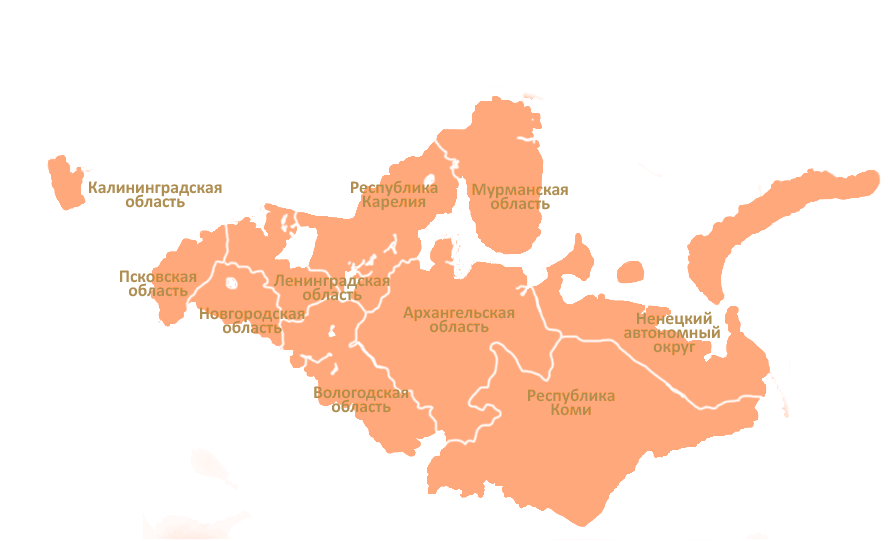 Калининградская
область
Республика
Карелия
Мурманская
область
Псковская
область
Ленинградская
область
Новгородская
область
Архангельская
область
Ненецкий
автономный
округ
Вологодская
область
Республика
Коми